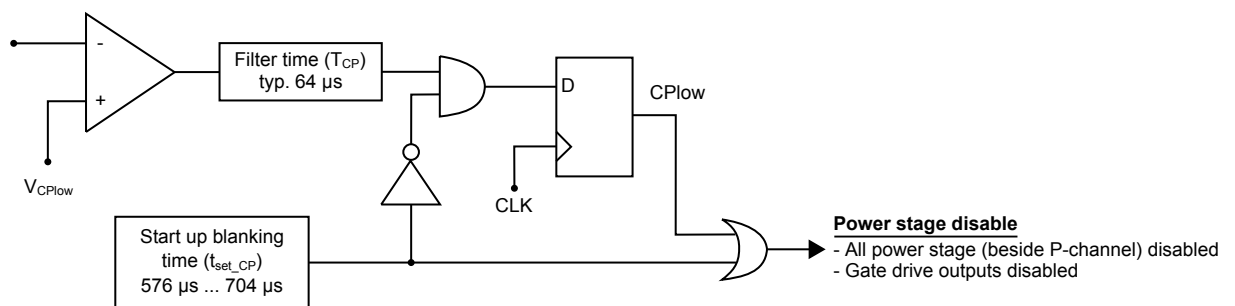 -
+
V_CPlow
Filter time (T_CP)
typ. 64 µs
D
CLK
CPlow
Start up blanking
time (t_set_CP)
576 µs ... 704 µs
Power stage disable
- All power stage (beside P-channel) disabled
- Gate drive outputs disabled